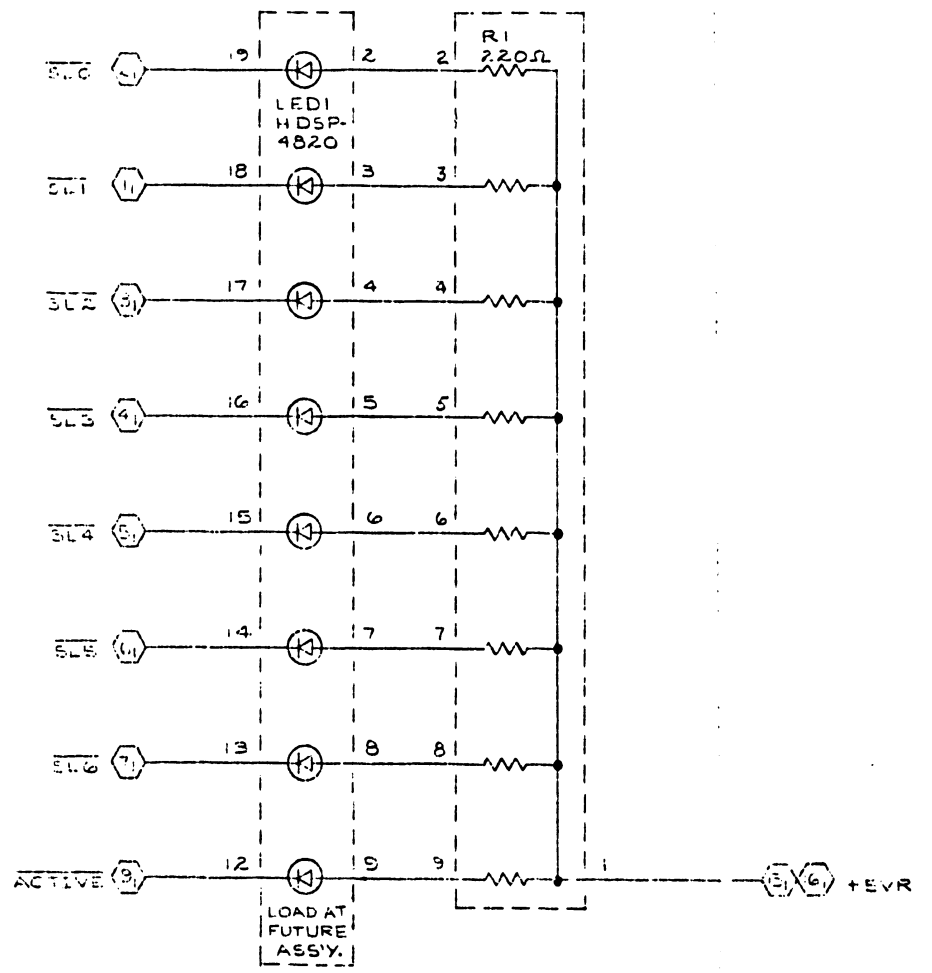 R1
220Ω
19 2 2
LED1
HDSP-
4820
SL1 18 3 3
SL2 17 4 4
SL3 16 5 5
SL4 15 6 6
SL5 14 7 7
SL6 13 8 8
ACTIVE 12 9 9 1
LOAD AT
FUTURE
ASS'Y.